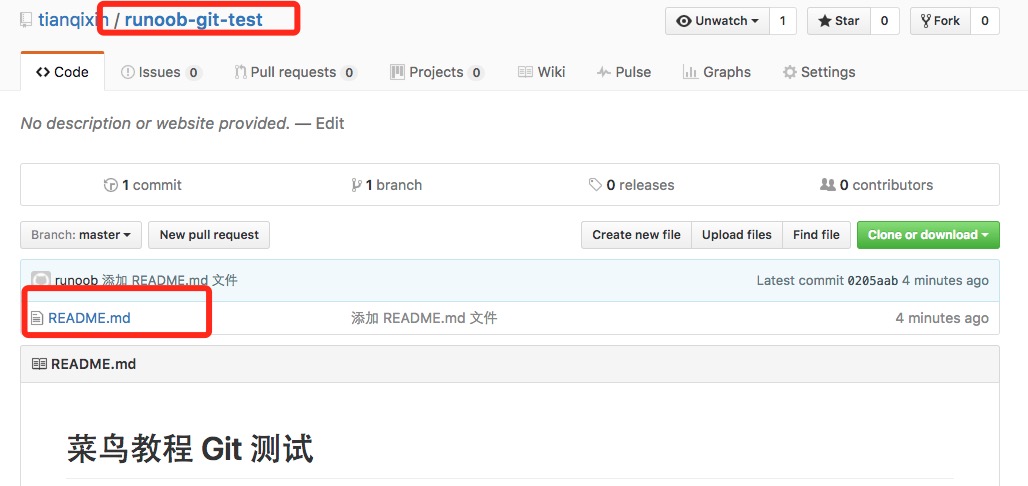 tianqixin / runoob-git-test Unwatch 1 Star 0 Fork 0
Code Issues 0 Pull requests 0 Projects 0 Wiki Pulse Graphs Settings
No description or website provided. — Edit
1 commit 1 branch 0 releases 0 contributors
Branch: master New pull request Create new file Upload files Find file Clone or download
runoob 添加 README.md 文件 Latest commit 0205aab 4 minutes ago
README.md 添加 README.md 文件 4 minutes ago
README.md
菜鸟教程 Git 测试